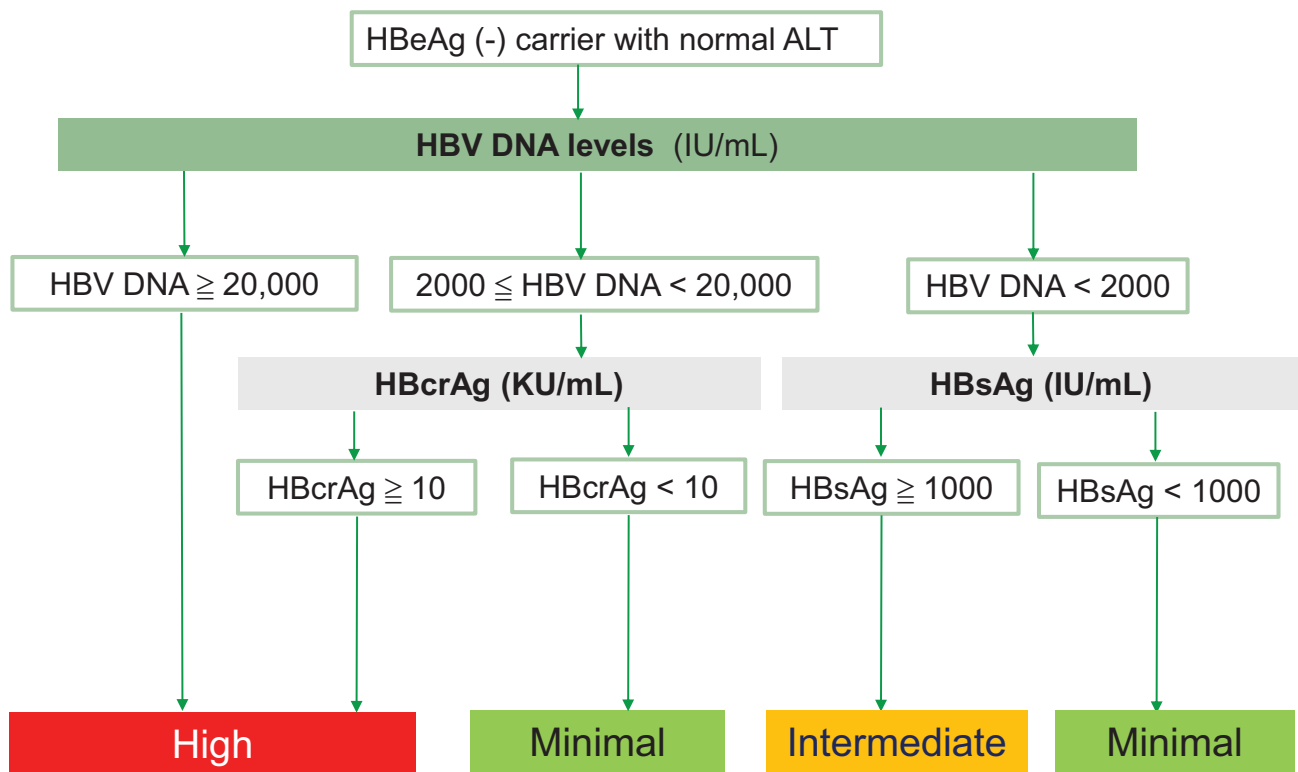 HBeAg (-) carrier with normal ALT
HBV DNA levels (IU/mL)
HBV DNA ≧ 20,000
2000 ≦ HBV DNA < 20,000
HBV DNA < 2000
HBcrAg (KU/mL)
HBsAg (IU/mL)
HBcrAg ≧ 10
HBcrAg < 10
HBsAg ≧ 1000
HBsAg < 1000
High
Minimal
Intermediate
Minimal